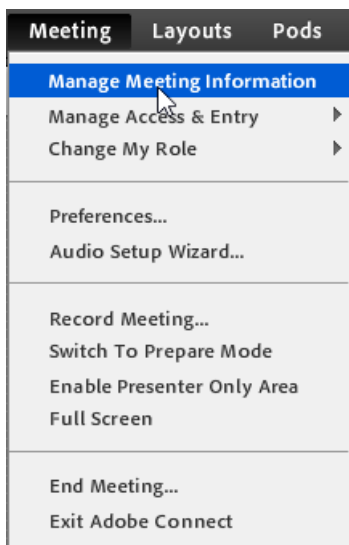 Meeting Layouts Pods
Manage Meeting Information
Manage Access & Entry
Change My Role
Preferences...
Audio Setup Wizard...
Record Meeting...
Switch To Prepare Mode
Enable Presenter Only Area
Full Screen
End Meeting...
Exit Adobe Connect